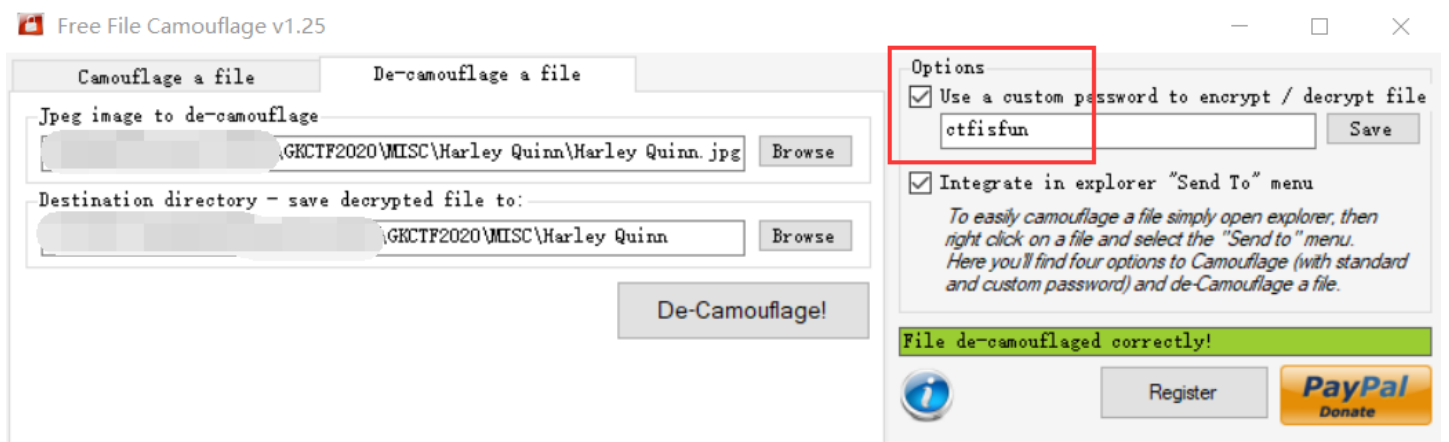 Free File Camouflage v1.25
Camouflage a file
De-camouflage a file
Jpeg image to de-camouflage
\GKCTF2020\MISC\Harley Quinn\Harley Quinn.jpg
Browse
Destination directory - save decrypted file to:
\GKCTF2020\MISC\Harley Quinn
Browse
De-Camouflage!
Options
Use a custom password to encrypt / decrypt file
ctfisfun
Save
Integrate in explorer "Send To" menu
To easily camouflage a file simply open explorer, then
right click on a file and select the "Send to" menu.
Here you'll find four options to Camouflage (with standard
and custom password) and de-Camouflage a file.
File de-camouflaged correctly!
Register
PayPal
Donate